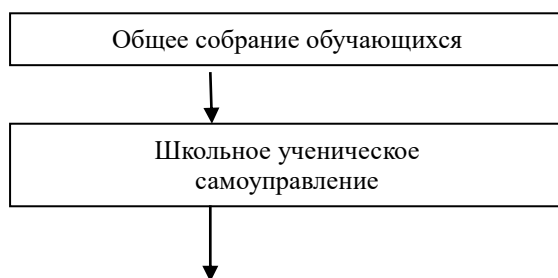 Общее собрание обучающихся
Школьное ученическое
самоуправление